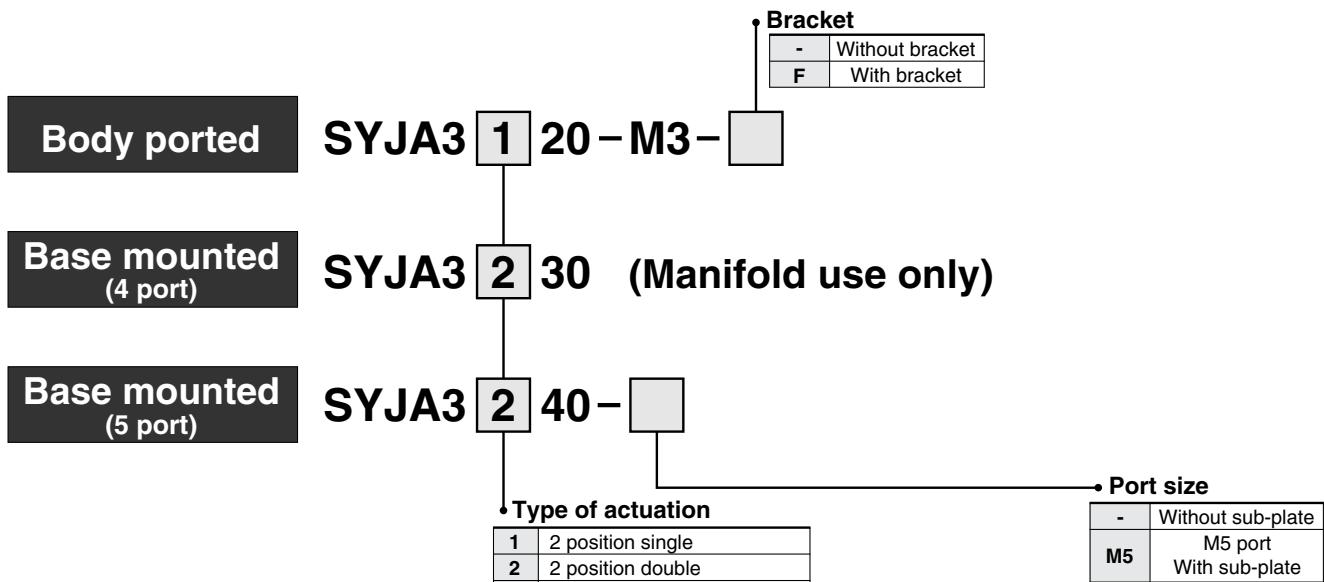 Bracket
- Without bracket
F With bracket
Body ported SYJA3 1 20 – M3 –
Base mounted
(4 port)
SYJA3 2 30 (Manifold use only)
Base mounted
(5 port)
SYJA3 2 40 –
Type of actuation
1 2 position single
2 2 position double
Port size
- Without sub-plate
M5 M5 port
With sub-plate